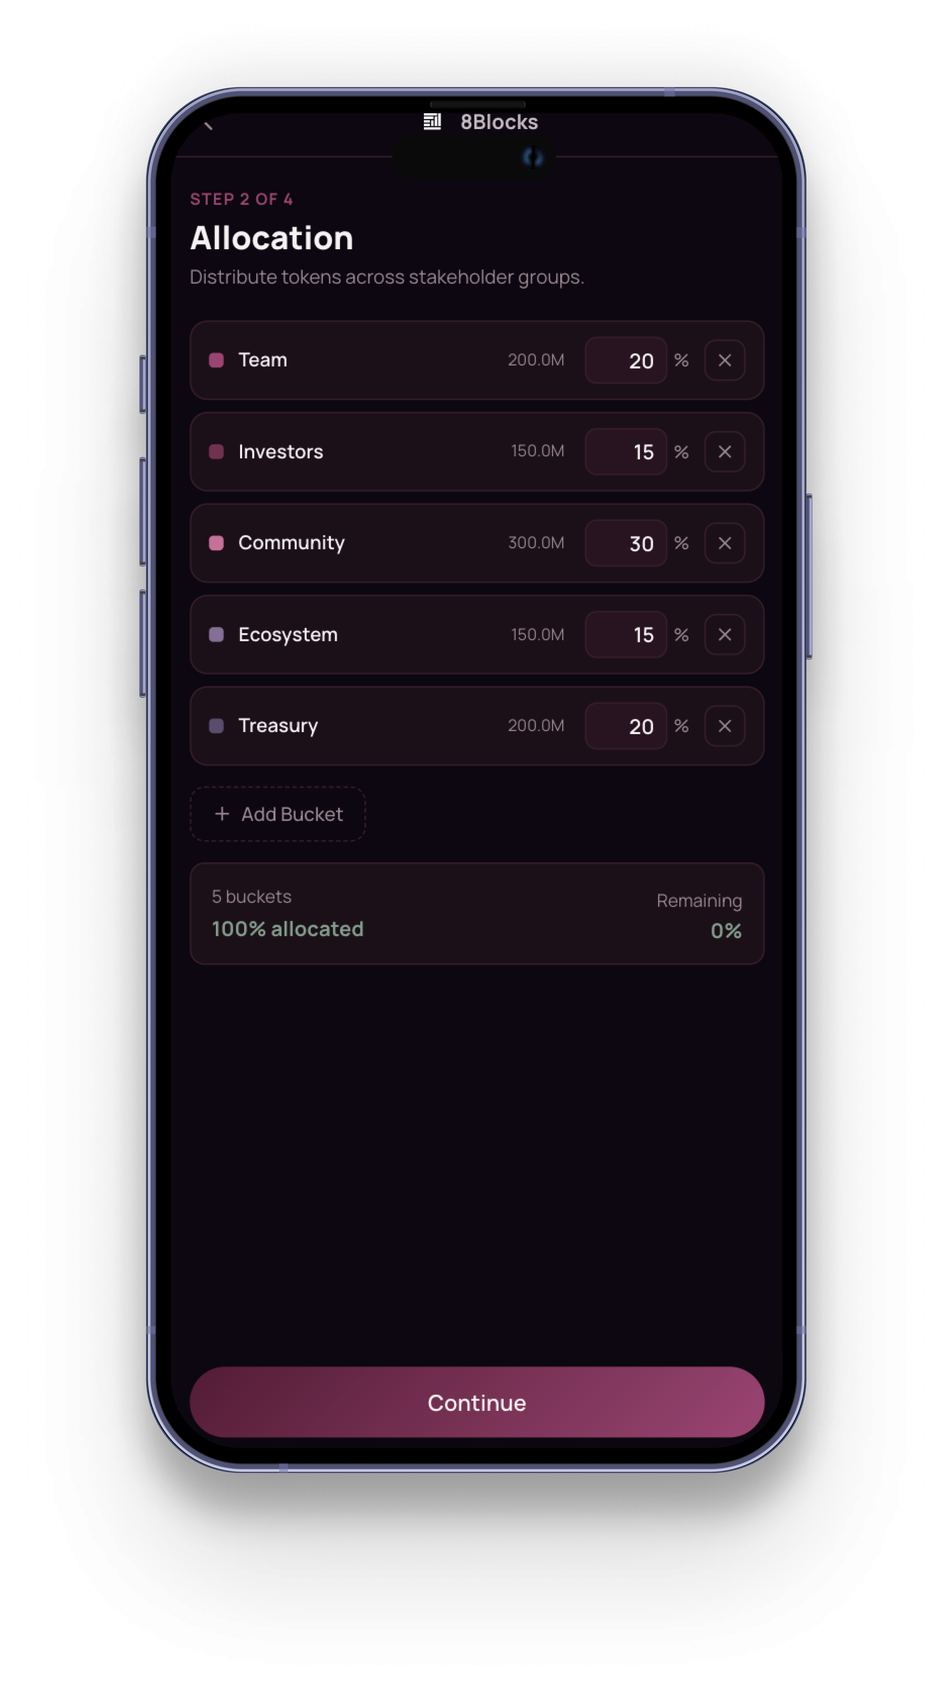 8Blocks
STEP 2 OF 4
Allocation
Distribute tokens across stakeholder groups.
Team 200.0M 20 %
Investors 150.0M 15 %
Community 300.0M 30 %
Ecosystem 150.0M 15 %
Treasury 200.0M 20 %
+ Add Bucket
5 buckets Remaining
100% allocated 0%
Continue